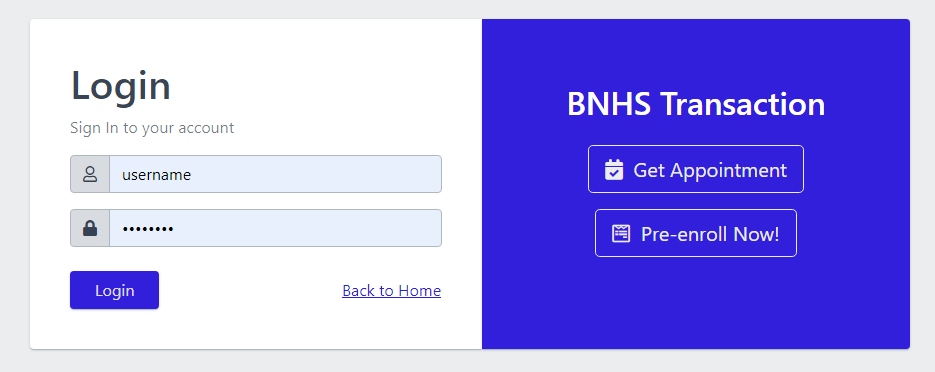 Login
Sign In to your account
username
••••••••
Login
Back to Home
BNHS Transaction
Get Appointment
Pre-enroll Now!